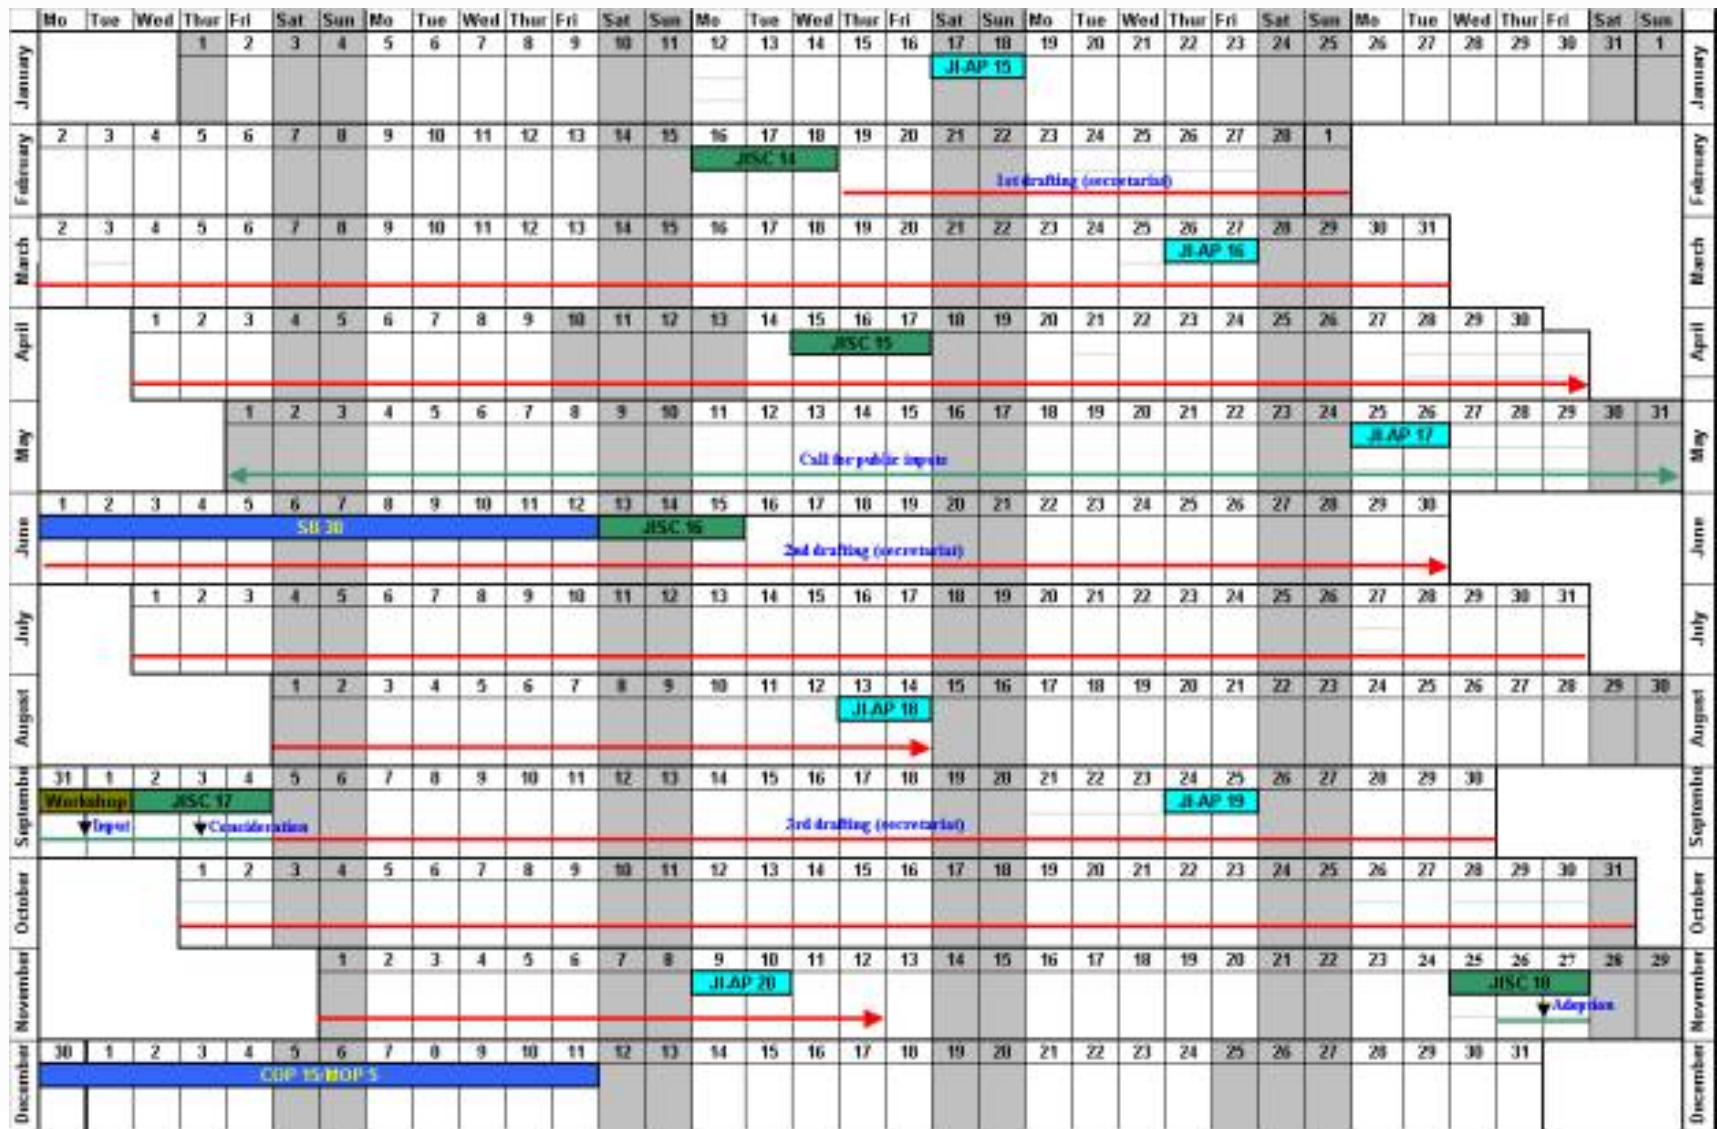 Mo Tue Wed Thur Fri Sat Sun Mo Tue Wed Thur Fri Sat Sun Mo Tue Wed Thur Fri Sat Sun Mo Tue Wed Thur Fri Sat Sun Mo Tue Wed Thur Fri Sat Sun
January 1 2 3 4 5 6 7 8 9 10 11 12 13 14 15 16 17 18 19 20 21 22 23 24 25 26 27 28 29 30 31 1 January
JI-AP 15
February 2 3 4 5 6 7 8 9 10 11 12 13 14 15 16 17 18 19 20 21 22 23 24 25 26 27 28 1 February
JISC 14
1st drafting (secretariat)
March 2 3 4 5 6 7 8 9 10 11 12 13 14 15 16 17 18 19 20 21 22 23 24 25 26 27 28 29 30 31 March
JI-AP 16
April 1 2 3 4 5 6 7 8 9 10 11 12 13 14 15 16 17 18 19 20 21 22 23 24 25 26 27 28 29 30 April
JISC 15
May 1 2 3 4 5 6 7 8 9 10 11 12 13 14 15 16 17 18 19 20 21 22 23 24 25 26 27 28 29 30 31 May
JI-AP 17
Call for public inputs
June 1 2 3 4 5 6 7 8 9 10 11 12 13 14 15 16 17 18 19 20 21 22 23 24 25 26 27 28 29 30 June
SB 30 JISC 16
2nd drafting (secretariat)
July 1 2 3 4 5 6 7 8 9 10 11 12 13 14 15 16 17 18 19 20 21 22 23 24 25 26 27 28 29 30 31 July
August 1 2 3 4 5 6 7 8 9 10 11 12 13 14 15 16 17 18 19 20 21 22 23 24 25 26 27 28 29 30 August
JI-AP 18
Septembe 31 1 2 3 4 5 6 7 8 9 10 11 12 13 14 15 16 17 18 19 20 21 22 23 24 25 26 27 28 29 30 Septembe
Workshop JISC 17 JI-AP 19
Input Consideration 3rd drafting (secretariat)
October 1 2 3 4 5 6 7 8 9 10 11 12 13 14 15 16 17 18 19 20 21 22 23 24 25 26 27 28 29 30 31 October
November 1 2 3 4 5 6 7 8 9 10 11 12 13 14 15 16 17 18 19 20 21 22 23 24 25 26 27 28 29 November
JI-AP 20 JISC 18
Adoption
December 30 1 2 3 4 5 6 7 8 9 10 11 12 13 14 15 16 17 18 19 20 21 22 23 24 25 26 27 28 29 30 31 December
COP 15/MOP 5